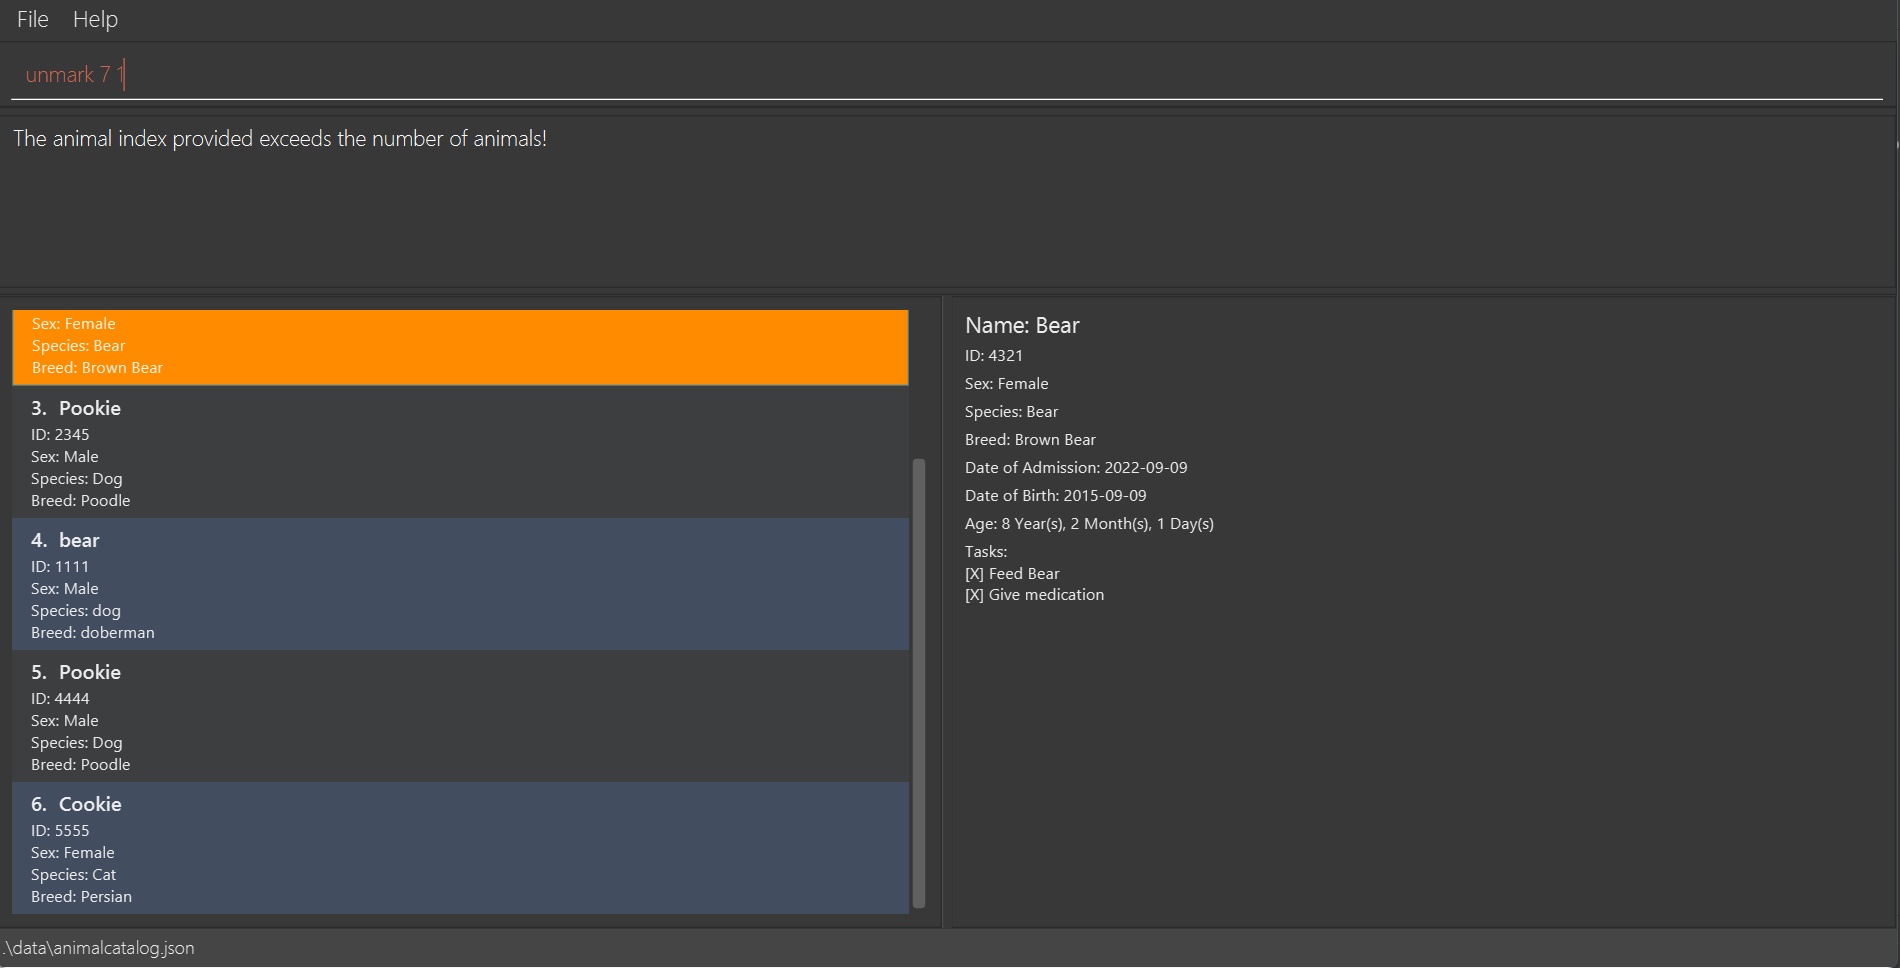 File Help
unmark 7 1
The animal index provided exceeds the number of animals!
Sex: Female
Species: Bear
Breed: Brown Bear
3. Pookie
ID: 2345
Sex: Male
Species: Dog
Breed: Poodle
4. bear
ID: 1111
Sex: Male
Species: dog
Breed: doberman
5. Pookie
ID: 4444
Sex: Male
Species: Dog
Breed: Poodle
6. Cookie
ID: 5555
Sex: Female
Species: Cat
Breed: Persian
Name: Bear
ID: 4321
Sex: Female
Species: Bear
Breed: Brown Bear
Date of Admission: 2022-09-09
Date of Birth: 2015-09-09
Age: 8 Year(s), 2 Month(s), 1 Day(s)
Tasks:
[X] Feed Bear
[X] Give medication
.\data\animalcatalog.json